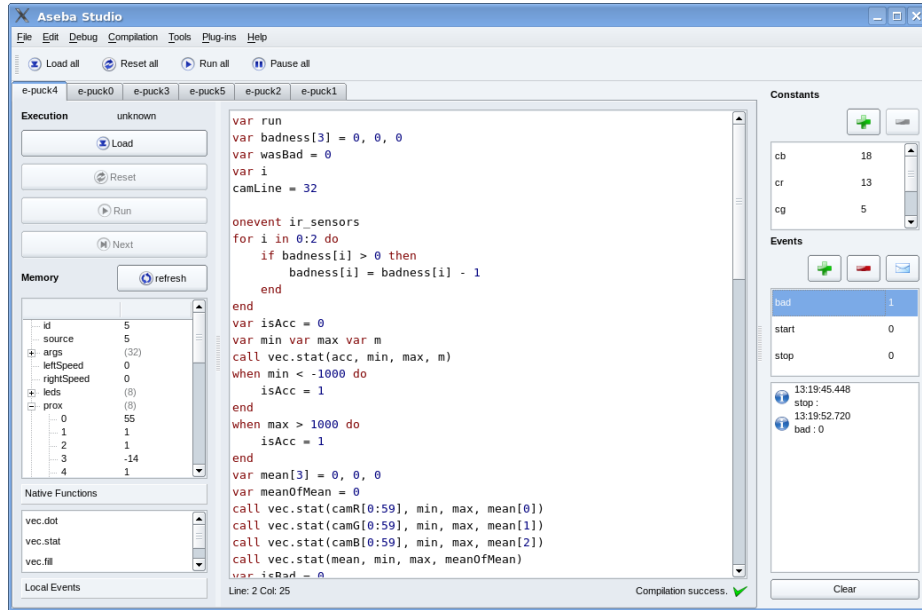 Aseba Studio
File Edit Debug Compilation Tools Plug-ins Help
Load all Reset all Run all Pause all
e-puck4 e-puck0 e-puck3 e-puck5 e-puck2 e-puck1
Execution unknown
Load
Reset
Run
Next
Memory refresh
id 5
source 5
args (32)
leftSpeed 0
rightSpeed 0
leds (8)
prox (8)
0 55
1 1
2 1
3 -14
4 1
Native Functions
vec.dot
vec.stat
vec.fill
Local Events
var run
var badness[3] = 0, 0, 0
var wasBad = 0
var i
camLine = 32
onevent ir_sensors
for i in 0:2 do
if badness[i] > 0 then
badness[i] = badness[i] - 1
end
end
var isAcc = 0
var min var max var m
call vec.stat(acc, min, max, m)
when min < -1000 do
isAcc = 1
end
when max > 1000 do
isAcc = 1
end
var mean[3] = 0, 0, 0
var meanOfMean = 0
call vec.stat(camR[0:59], min, max, mean[0])
call vec.stat(camG[0:59], min, max, mean[1])
call vec.stat(camB[0:59], min, max, mean[2])
call vec.stat(mean, min, max, meanOfMean)
var isBad = 0
Line: 2 Col: 25 Compilation success.
Constants
cb 18
cr 13
cg 5
Events
bad 1
start 0
stop 0
13:19:45.448
stop :
13:19:52.720
bad : 0
Clear